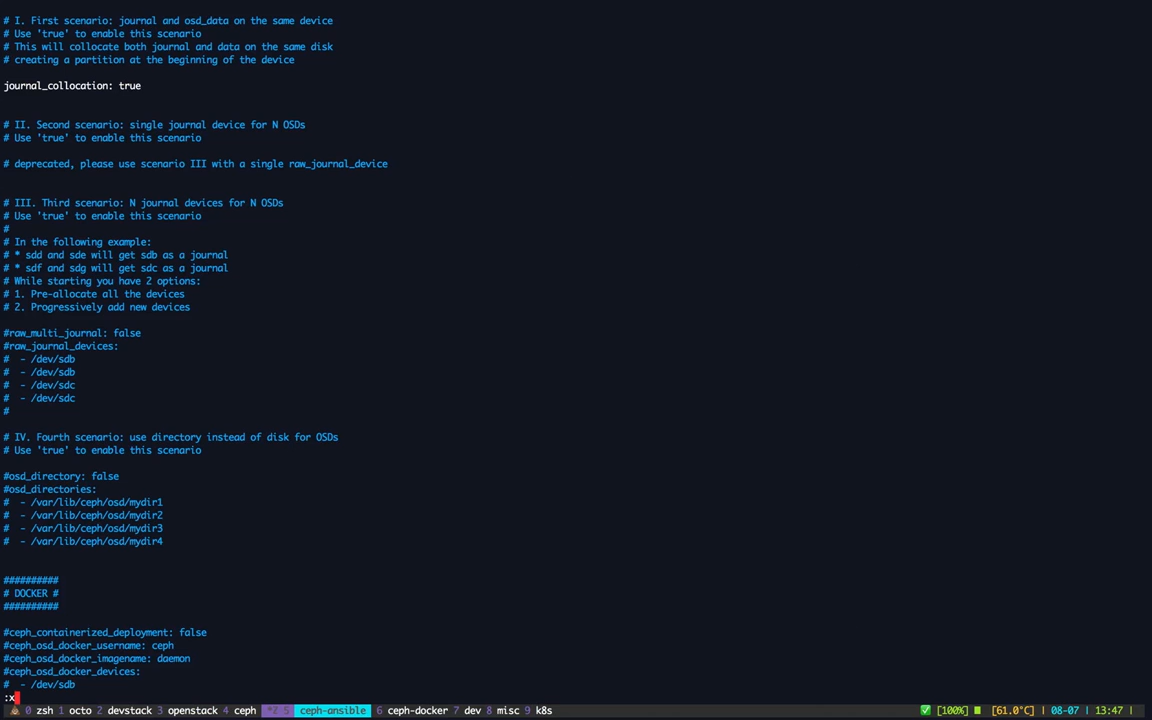 # I. First scenario: journal and osd_data on the same device
# Use 'true' to enable this scenario
# This will collocate both journal and data on the same disk
# creating a partition at the beginning of the device
journal_collocation: true
# II. Second scenario: single journal device for N OSDs
# Use 'true' to enable this scenario
# deprecated, please use scenario III with a single raw_journal_device
# III. Third scenario: N journal devices for N OSDs
# Use 'true' to enable this scenario
#
# In the following example:
# * sdd and sde will get sdb as a journal
# * sdf and sdg will get sdc as a journal
# While starting you have 2 options:
# 1. Pre-allocate all the devices
# 2. Progressively add new devices
#raw_multi_journal: false
#raw_journal_devices:
#  - /dev/sdb
#  - /dev/sdb
#  - /dev/sdc
#  - /dev/sdc
#
# IV. Fourth scenario: use directory instead of disk for OSDs
# Use 'true' to enable this scenario
#osd_directory: false
#osd_directories:
#  - /var/lib/ceph/osd/mydir1
#  - /var/lib/ceph/osd/mydir2
#  - /var/lib/ceph/osd/mydir3
#  - /var/lib/ceph/osd/mydir4
##########
# DOCKER #
##########
#ceph_containerized_deployment: false
#ceph_osd_docker_username: ceph
#ceph_osd_docker_imagename: daemon
#ceph_osd_docker_devices:
#  - /dev/sdb
:x
0 zsh 1 octo 2 devstack 3 openstack 4 ceph *Z 5 ceph-ansible 6 ceph-docker 7 dev 8 misc 9 k8s [100%] [61.0°C] | 08-07 | 13:47 |